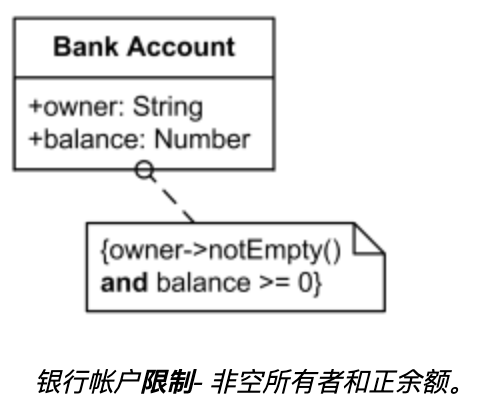 Bank Account
+owner: String
+balance: Number
{owner->notEmpty()
and balance >= 0}
银行帐户限制- 非空所有者和正余额。